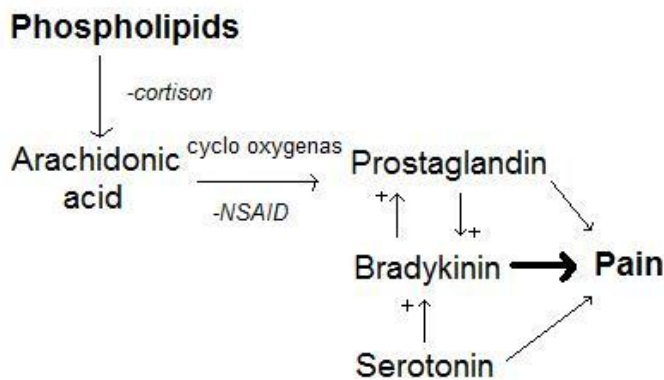 Phospholipids
-cortison
Arachidonic
acid
cyclo oxygenas
-NSAID
Prostaglandin
+
+
Bradykinin
Pain
+
Serotonin